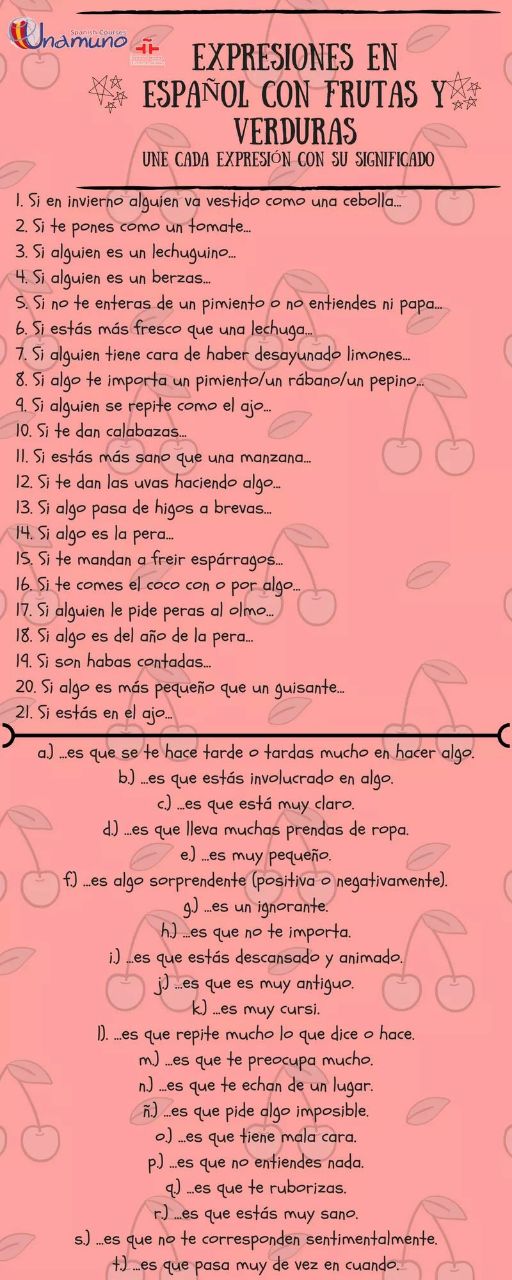 Spanish Courses
Unamuno
EXPRESIONES EN
ESPAÑOL CON FRUTAS Y
VERDURAS
UNE CADA EXPRESIÓN CON SU SIGNIFICADO
1. Si en invierno alguien va vestido como una cebolla...
2. Si te pones como un tomate...
3. Si alguien es un lechuguino...
4. Si alguien es un berzas...
5. Si no te enteras de un pimiento o no entiendes ni papa...
6. Si estás más fresco que una lechuga...
7. Si alguien tiene cara de haber desayunado limones...
8. Si algo te importa un pimiento/un rábano/un pepino...
9. Si alguien se repite como el ajo...
10. Si te dan calabazas...
11. Si estás más sano que una manzana...
12. Si te dan las uvas haciendo algo...
13. Si algo pasa de higos a brevas...
14. Si algo es la pera...
15. Si te mandan a freir espárragos...
16. Si te comes el coco con o por algo...
17. Si alguien le pide peras al olmo...
18. Si algo es del año de la pera...
19. Si son habas contadas...
20. Si algo es más pequeño que un guisante...
21. Si estás en el ajo...
a.) ...es que se te hace tarde o tardas mucho en hacer algo.
b.) ...es que estás involucrado en algo.
c.) ...es que está muy claro.
d.) ...es que lleva muchas prendas de ropa.
e.) ...es muy pequeño.
f.) ...es algo sorprendente (positiva o negativamente).
g.) ...es un ignorante.
h.) ...es que no te importa.
i.) ...es que estás descansado y animado.
j.) ...es que es muy antiguo.
k.) ...es muy cursi.
l). ...es que repite mucho lo que dice o hace.
m.) ...es que te preocupa mucho.
n.) ...es que te echan de un lugar.
ñ.) ...es que pide algo imposible.
o.) ...es que tiene mala cara.
p.) ...es que no entiendes nada.
q.) ...es que te ruborizas.
r.) ...es que estás muy sano.
s.) ...es que no te corresponden sentimentalmente.
t.) ...es que pasa muy de vez en cuando.